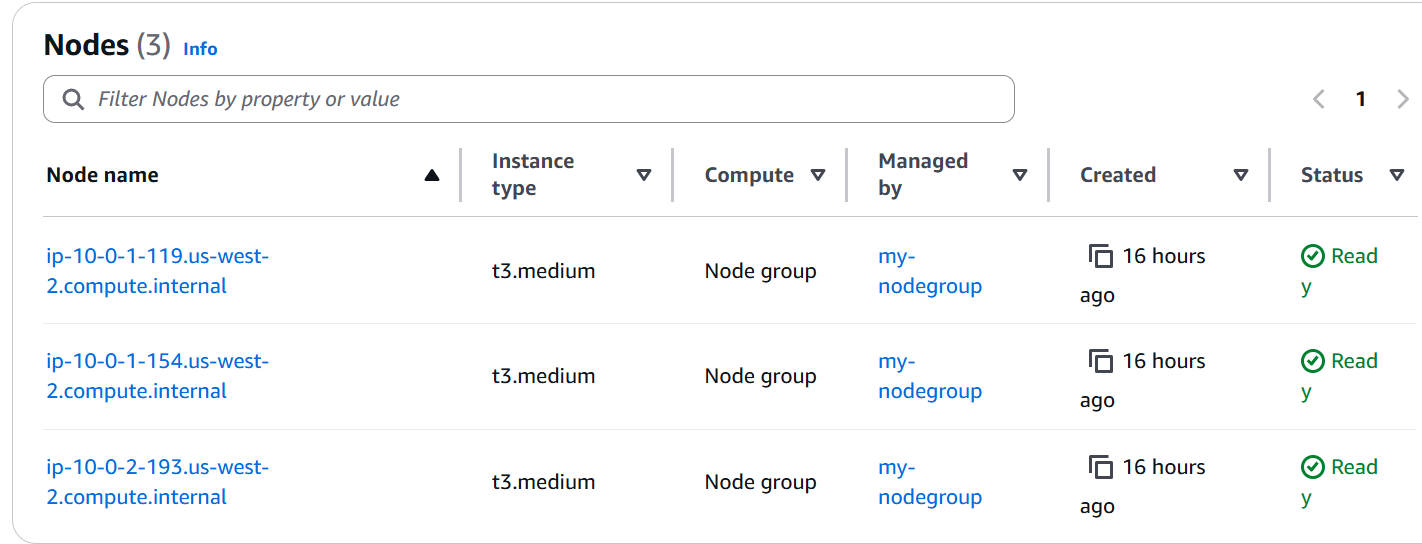 Nodes (3) Info
Filter Nodes by property or value
1
Node name
Instance
type
Compute
Managed
by
Created
Status
ip-10-0-1-119.us-west-
2.compute.internal
t3.medium
Node group
my-
nodegroup
16 hours
ago
Read
y
ip-10-0-1-154.us-west-
2.compute.internal
t3.medium
Node group
my-
nodegroup
16 hours
ago
Read
y
ip-10-0-2-193.us-west-
2.compute.internal
t3.medium
Node group
my-
nodegroup
16 hours
ago
Read
y